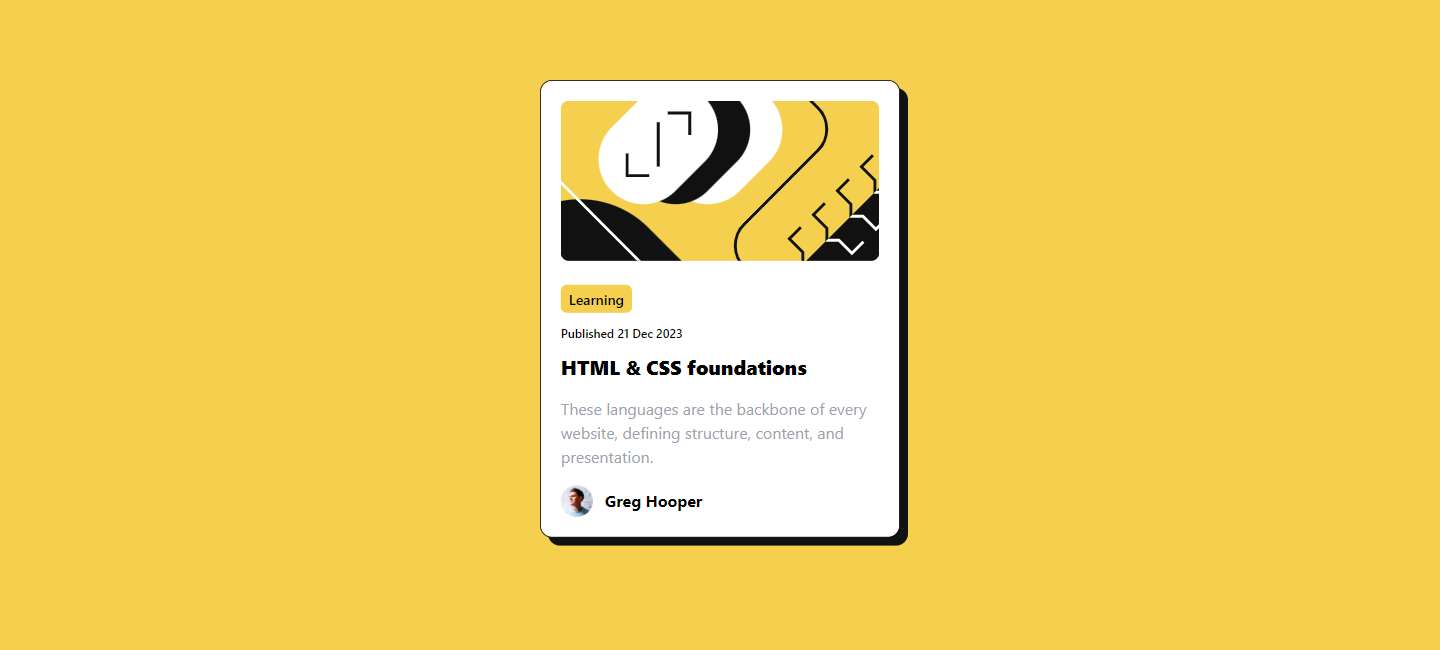 Learning
Published 21 Dec 2023
HTML & CSS foundations
These languages are the backbone of every
website, defining structure, content, and
presentation.
Greg Hooper